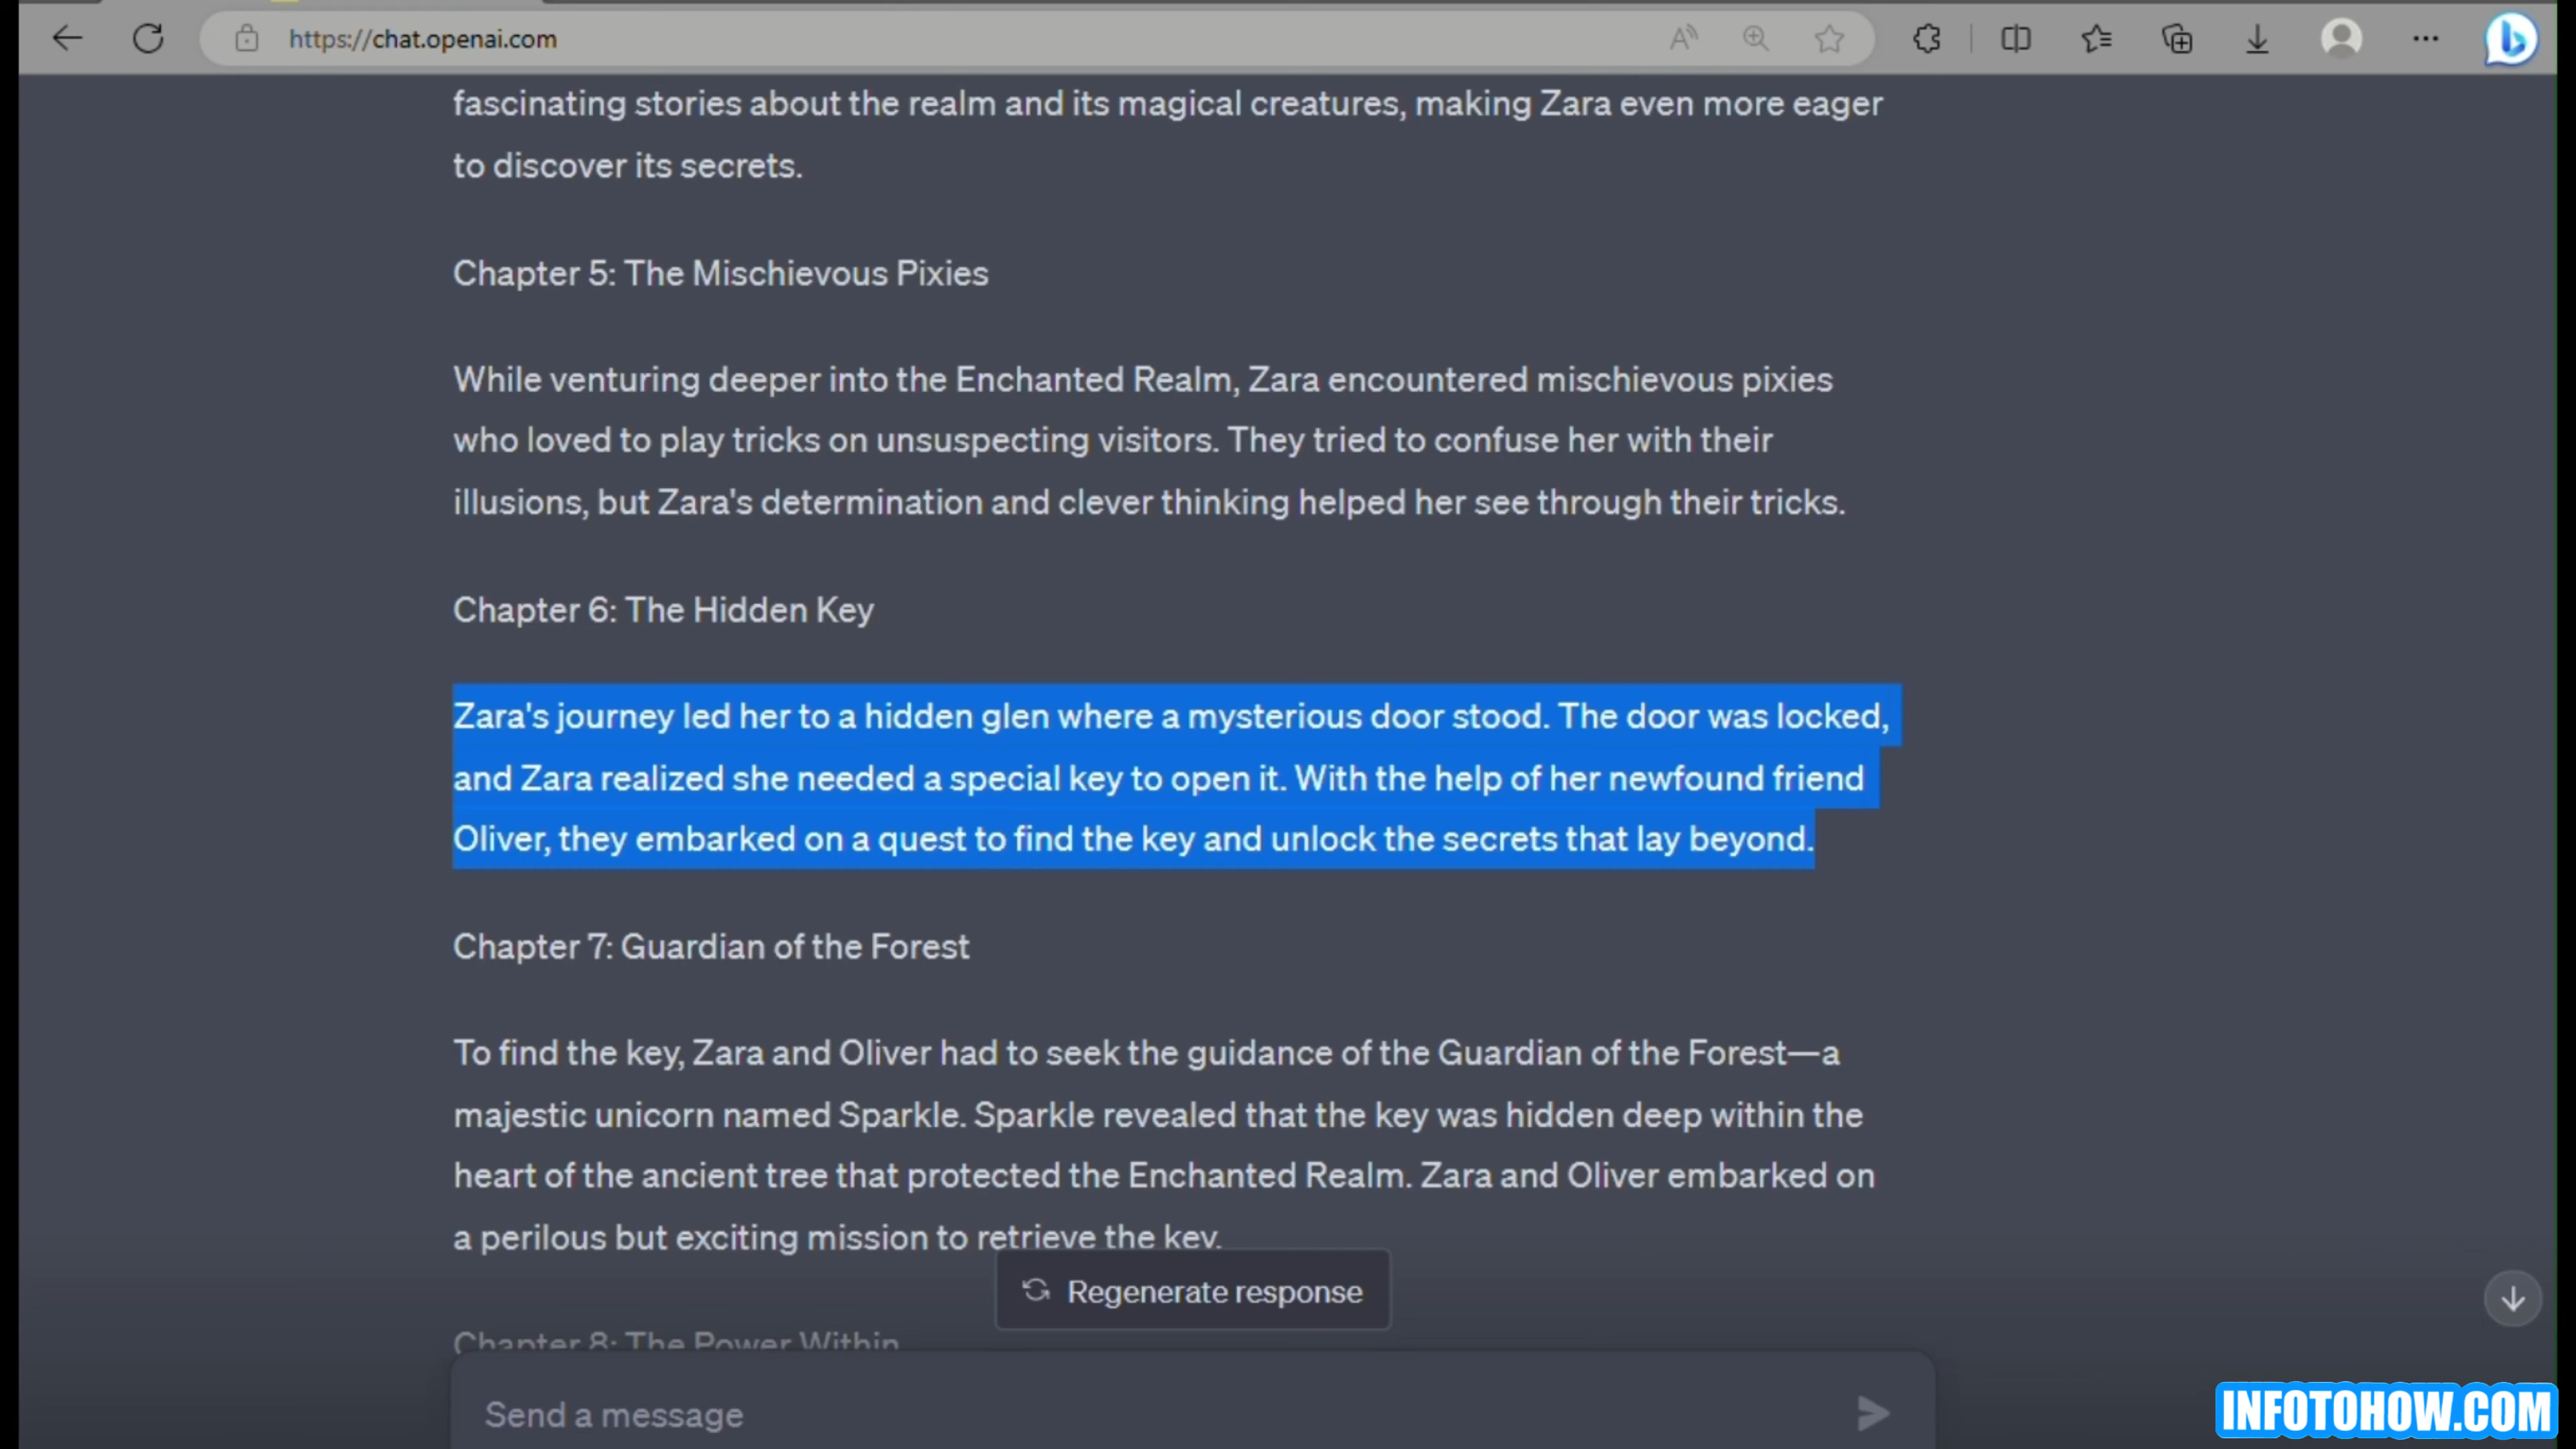 https://chat.openai.com
fascinating stories about the realm and its magical creatures, making Zara even more eager
to discover its secrets.
Chapter 5: The Mischievous Pixies
While venturing deeper into the Enchanted Realm, Zara encountered mischievous pixies
who loved to play tricks on unsuspecting visitors. They tried to confuse her with their
illusions, but Zara's determination and clever thinking helped her see through their tricks.
Chapter 6: The Hidden Key
Zara's journey led her to a hidden glen where a mysterious door stood. The door was locked,
and Zara realized she needed a special key to open it. With the help of her newfound friend
Oliver, they embarked on a quest to find the key and unlock the secrets that lay beyond.
Chapter 7: Guardian of the Forest
To find the key, Zara and Oliver had to seek the guidance of the Guardian of the Forest—a
majestic unicorn named Sparkle. Sparkle revealed that the key was hidden deep within the
heart of the ancient tree that protected the Enchanted Realm. Zara and Oliver embarked on
a perilous but exciting mission to retrieve the key.
Regenerate response
Chapter 8: The Power Within
Send a message
INFOTOHOW.COM